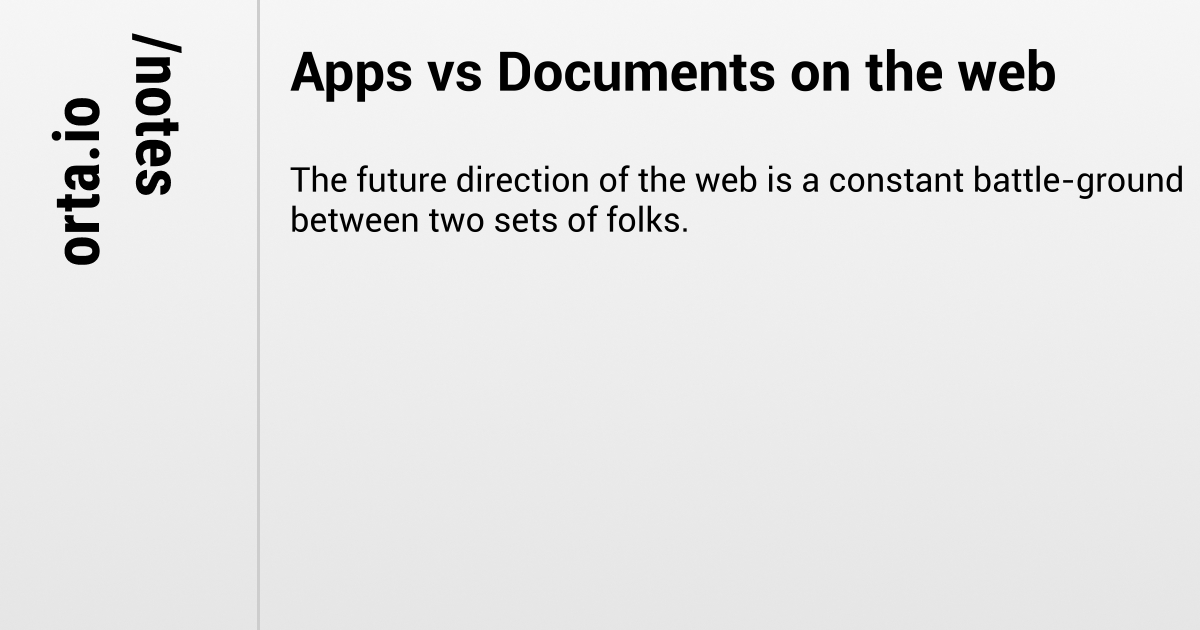 orta.io
/notes
Apps vs Documents on the web
The future direction of the web is a constant battle-ground
between two sets of folks.